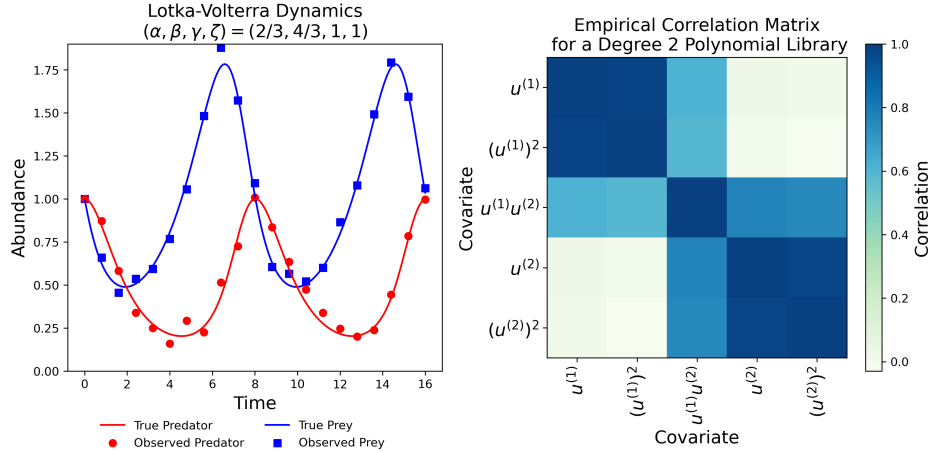 Lotka-Volterra Dynamics
(α, β, γ, ζ) = (2/3, 4/3, 1, 1)
Abundance
1.75
1.50
1.25
1.00
0.75
0.50
0.25
0.00
0 2 4 6 8 10 12 14 16
Time
True Predator
Observed Predator
True Prey
Observed Prey
Empirical Correlation Matrix
for a Degree 2 Polynomial Library
Covariate
u⁽¹⁾
(u⁽¹⁾)²
u⁽¹⁾u⁽²⁾
u⁽²⁾
(u⁽²⁾)²
u⁽¹⁾
(u⁽¹⁾)²
u⁽¹⁾u⁽²⁾
u⁽²⁾
(u⁽²⁾)²
Covariate
1.0
0.8
0.6
0.4
0.2
0.0
Correlation